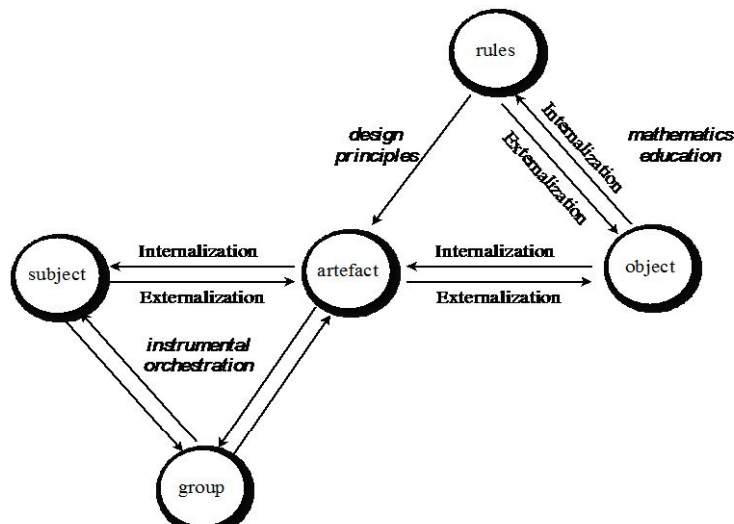 rules
design
principles
Internalization
Externalization
mathematics
education
subject
Internalization
Externalization
artefact
Internalization
Externalization
object
instrumental
orchestration
group